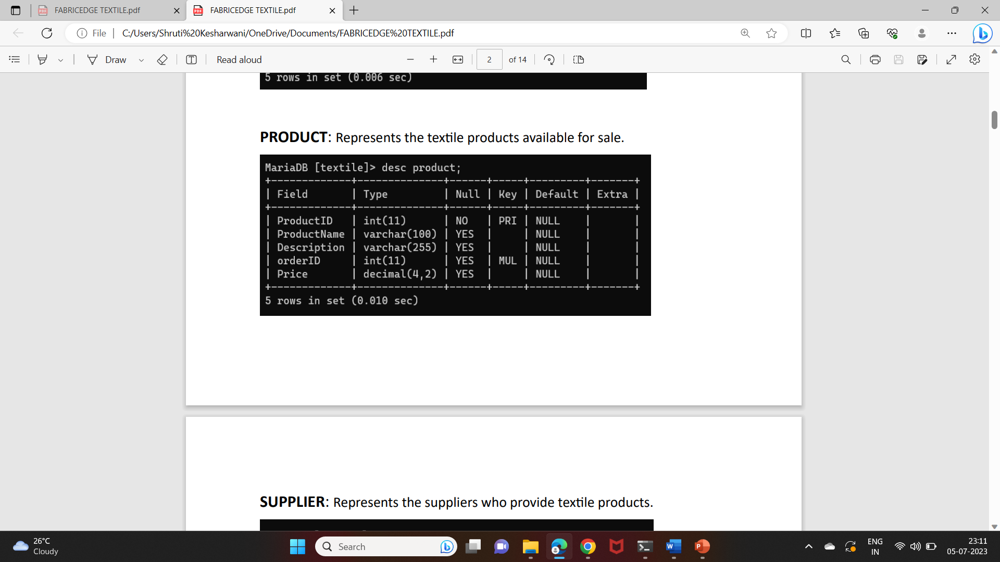 FABRICEDGE TEXTILE.pdf
FABRICEDGE TEXTILE.pdf
File
C:/Users/Shruti%20Kesharwani/OneDrive/Documents/FABRICEDGE%20TEXTILE.pdf
Draw
Read aloud
2
of 14
5 rows in set (0.006 sec)
PRODUCT: Represents the textile products available for sale.
MariaDB [textile]> desc product;
+-------------+--------------+------+-----+---------+-------+
| Field       | Type         | Null | Key | Default | Extra |
+-------------+--------------+------+-----+---------+-------+
| ProductID   | int(11)      | NO   | PRI | NULL    |       |
| ProductName | varchar(100) | YES  |     | NULL    |       |
| Description | varchar(255) | YES  |     | NULL    |       |
| orderID     | int(11)      | YES  | MUL | NULL    |       |
| Price       | decimal(4,2) | YES  |     | NULL    |       |
+-------------+--------------+------+-----+---------+-------+
5 rows in set (0.010 sec)
SUPPLIER: Represents the suppliers who provide textile products.
26°C
Cloudy
Search
ENG
IN
23:11
05-07-2023